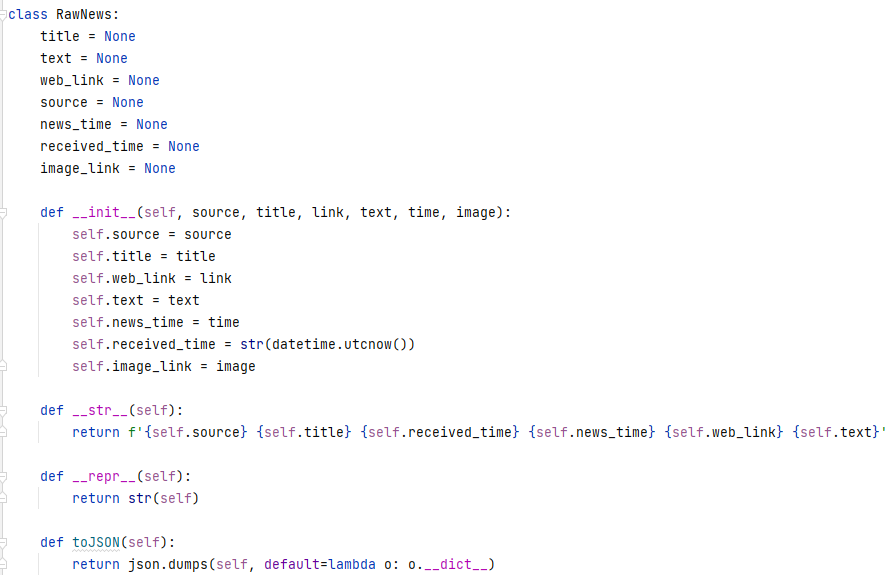 class RawNews:
    title = None
    text = None
    web_link = None
    source = None
    news_time = None
    received_time = None
    image_link = None

    def __init__(self, source, title, link, text, time, image):
        self.source = source
        self.title = title
        self.web_link = link
        self.text = text
        self.news_time = time
        self.received_time = str(datetime.utcnow())
        self.image_link = image

    def __str__(self):
        return f'{self.source} {self.title} {self.received_time} {self.news_time} {self.web_link} {self.text}'

    def __repr__(self):
        return str(self)

    def toJSON(self):
        return json.dumps(self, default=lambda o: o.__dict__)